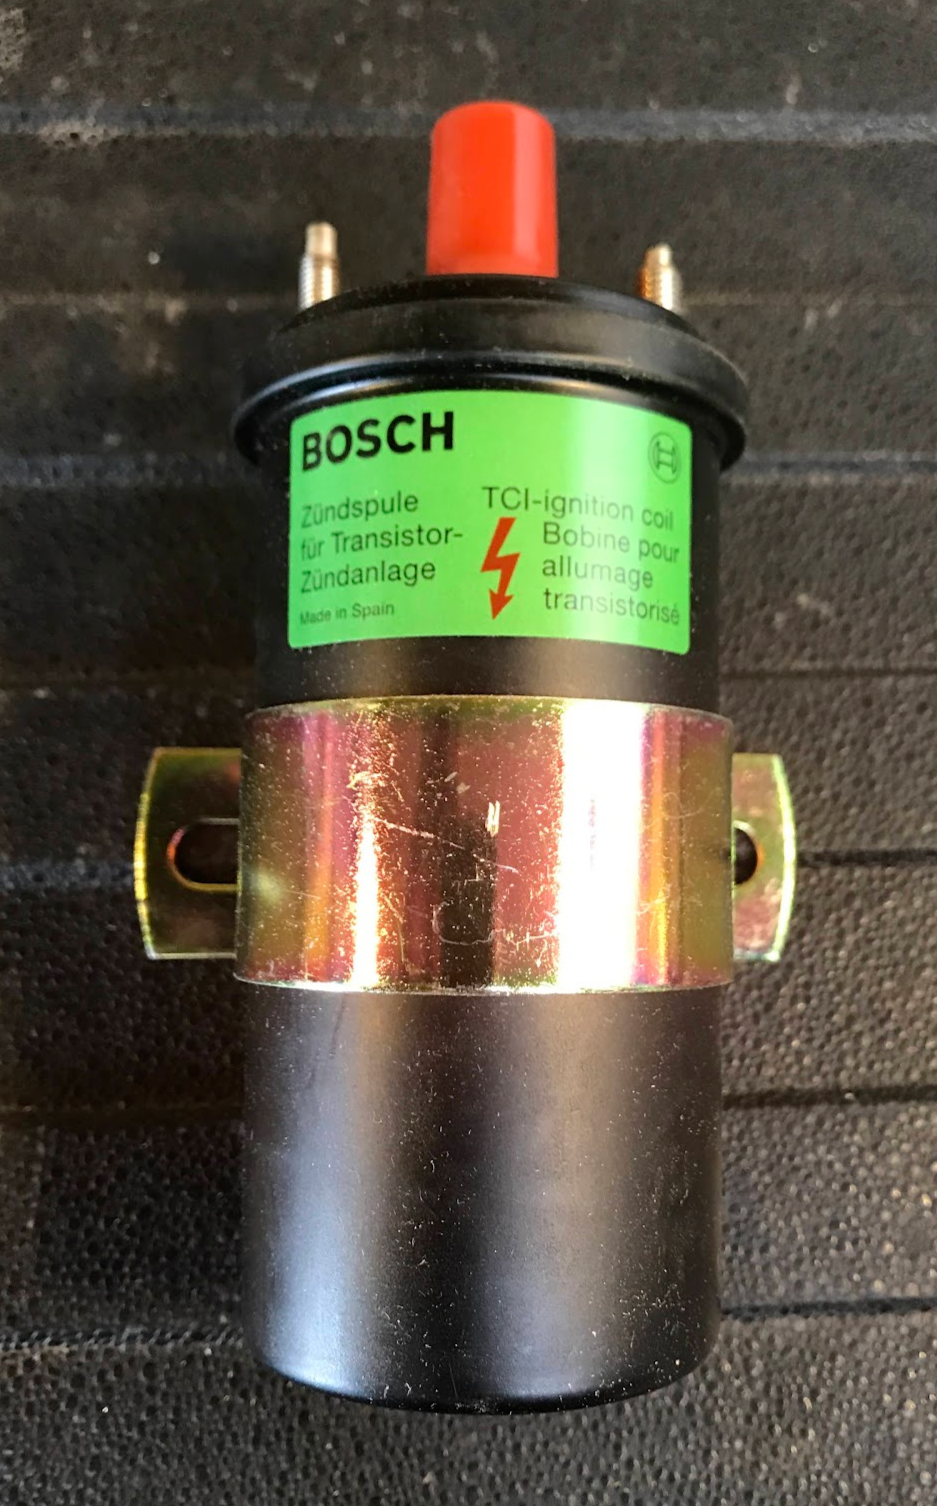 BOSCH
Zündspule
für Transistor-
Zündanlage
Made in Spain
TCI-ignition coil
Bobine pour
allumage
transistorisé